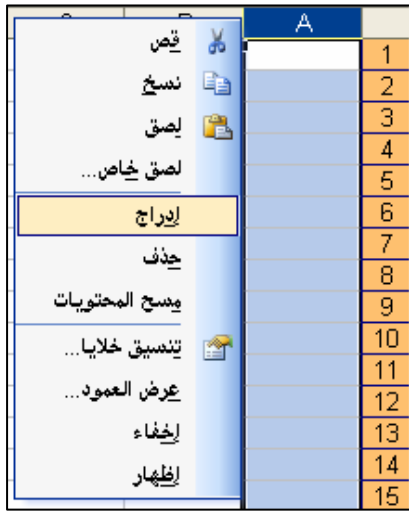 A
قص
نسخ
لصق
لصق خاص...
إدراج
حذف
مسح المحتويات
تنسيق خلايا...
عرض العمود...
إخفاء
إظهار
1
2
3
4
5
6
7
8
9
10
11
12
13
14
15